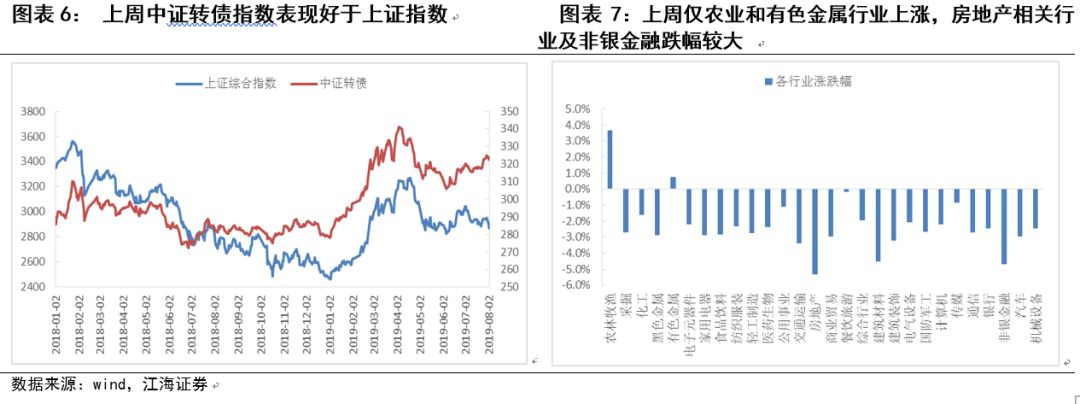 图表 6： 上周中证转债指数表现好于上证指数
上证综合指数 中证转债
3800
3600
3400
3200
3000
2800
2600
2400
350
340
330
320
310
300
290
280
270
260
250
2018-01-02
2018-02-02
2018-03-02
2018-04-02
2018-05-02
2018-06-02
2018-07-02
2018-08-02
2018-09-02
2018-10-02
2018-11-02
2018-12-02
2019-01-02
2019-02-02
2019-03-02
2019-04-02
2019-05-02
2019-06-02
2019-07-02
2019-08-02
图表 7：上周仅农业和有色金属行业上涨，房地产相关行
业及非银金融跌幅较大
各行业涨跌幅
5.0%
4.0%
3.0%
2.0%
1.0%
0.0%
-1.0%
-2.0%
-3.0%
-4.0%
-5.0%
-6.0%
农林牧渔
采掘
化工
黑色金属
有色金属
电子元器件
家用电器
食品饮料
纺织服装
轻工制造
医药生物
公用事业
交通运输
房地产
商业贸易
餐饮旅游
综合行业
建筑材料
建筑装饰
电气设备
国防军工
计算机
传媒
通信
银行
非银金融
汽车
机械设备
数据来源：wind，江海证券